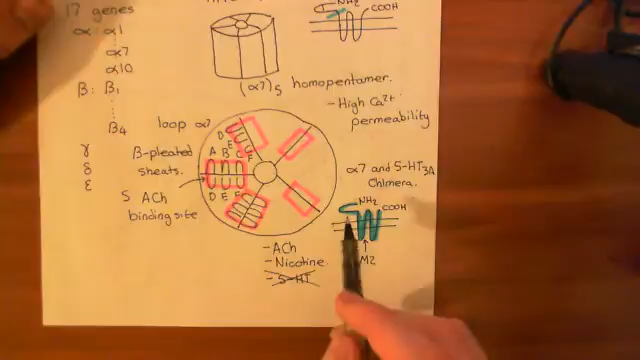 17 genes
α: α1
α7
α10
β: β1
β4
γ
δ
ε
NH2
COOH
(α7)5 homopentamer.
- High Ca2+
permeability
loop α7
D E F
A B C F
β-pleated
sheats.
5 ACh
binding site
D E F
α7 and 5-HT3A
Chimera.
NH2
COOH
M2
- ACh
- Nicotine
- 5-HT